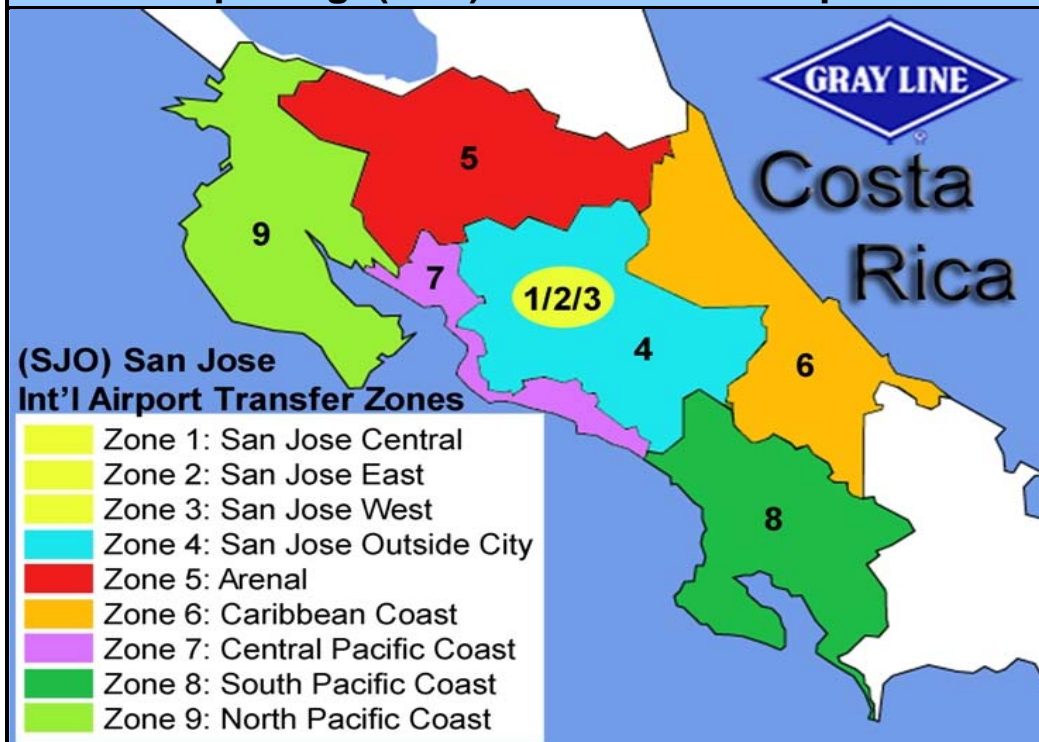 GRAY LINE
Costa
Rica
5
9
7
1/2/3
4
6
8
(SJO) San Jose
Int'l Airport Transfer Zones
Zone 1: San Jose Central
Zone 2: San Jose East
Zone 3: San Jose West
Zone 4: San Jose Outside City
Zone 5: Arenal
Zone 6: Caribbean Coast
Zone 7: Central Pacific Coast
Zone 8: South Pacific Coast
Zone 9: North Pacific Coast